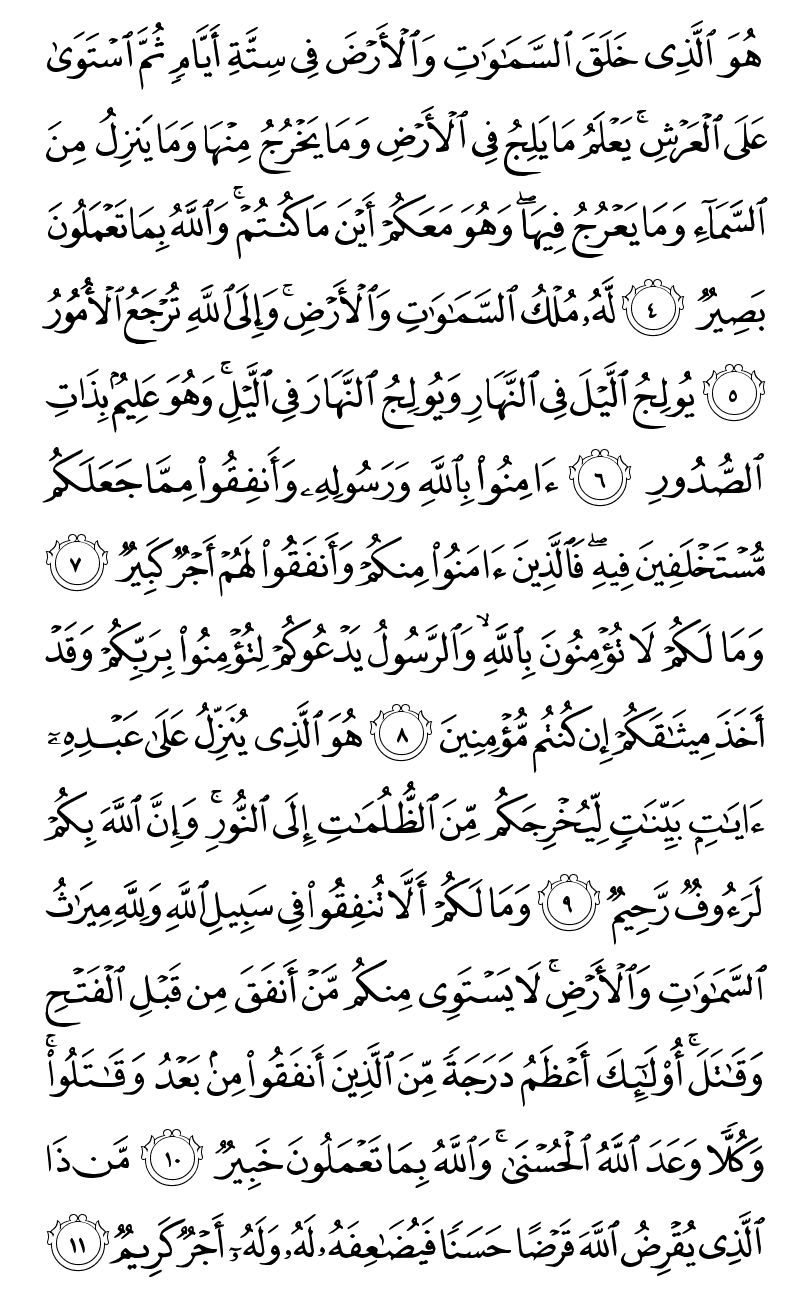 هُوَ ٱلَّذِى خَلَقَ ٱلسَّمَٰوَٰتِ وَٱلْأَرْضَ فِى سِتَّةِ أَيَّامٍ ثُمَّ ٱسْتَوَىٰ
عَلَى ٱلْعَرْشِ ۚ يَعْلَمُ مَا يَلِجُ فِى ٱلْأَرْضِ وَمَا يَخْرُجُ مِنْهَا وَمَا يَنزِلُ مِنَ
ٱلسَّمَآءِ وَمَا يَعْرُجُ فِيهَا ۖ وَهُوَ مَعَكُمْ أَيْنَ مَا كُنتُمْ ۚ وَٱللَّهُ بِمَا تَعْمَلُونَ
بَصِيرٌ ٤ لَّهُۥ مُلْكُ ٱلسَّمَٰوَٰتِ وَٱلْأَرْضِ ۚ وَإِلَى ٱللَّهِ تُرْجَعُ ٱلْأُمُورُ
٥ يُولِجُ ٱلَّيْلَ فِى ٱلنَّهَارِ وَيُولِجُ ٱلنَّهَارَ فِى ٱلَّيْلِ ۚ وَهُوَ عَلِيمٌۢ بِذَاتِ
ٱلصُّدُورِ ٦ ءَامِنُوا۟ بِٱللَّهِ وَرَسُولِهِۦ وَأَنفِقُوا۟ مِمَّا جَعَلَكُم
مُّسْتَخْلَفِينَ فِيهِ ۖ فَٱلَّذِينَ ءَامَنُوا۟ مِنكُمْ وَأَنفَقُوا۟ لَهُمْ أَجْرٌ كَبِيرٌ ٧
وَمَا لَكُمْ لَا تُؤْمِنُونَ بِٱللَّهِ ۙ وَٱلرَّسُولُ يَدْعُوكُمْ لِتُؤْمِنُوا۟ بِرَبِّكُمْ وَقَدْ
أَخَذَ مِيثَٰقَكُمْ إِن كُنتُم مُّؤْمِنِينَ ٨ هُوَ ٱلَّذِى يُنَزِّلُ عَلَىٰ عَبْدِهِۦٓ
ءَايَٰتٍۭ بَيِّنَٰتٍ لِّيُخْرِجَكُم مِّنَ ٱلظُّلُمَٰتِ إِلَى ٱلنُّورِ ۚ وَإِنَّ ٱللَّهَ بِكُمْ
لَرَءُوفٌ رَّحِيمٌ ٩ وَمَا لَكُمْ أَلَّا تُنفِقُوا۟ فِى سَبِيلِ ٱللَّهِ وَلِلَّهِ مِيرَٰثُ
ٱلسَّمَٰوَٰتِ وَٱلْأَرْضِ ۚ لَا يَسْتَوِى مِنكُم مَّنْ أَنفَقَ مِن قَبْلِ ٱلْفَتْحِ
وَقَٰتَلَ ۚ أُو۟لَٰٓئِكَ أَعْظَمُ دَرَجَةً مِّنَ ٱلَّذِينَ أَنفَقُوا۟ مِنۢ بَعْدُ وَقَٰتَلُوا۟ ۚ
وَكُلًّا وَعَدَ ٱللَّهُ ٱلْحُسْنَىٰ ۚ وَٱللَّهُ بِمَا تَعْمَلُونَ خَبِيرٌ ١٠ مَّن ذَا
ٱلَّذِى يُقْرِضُ ٱللَّهَ قَرْضًا حَسَنًا فَيُضَٰعِفَهُۥ لَهُۥ وَلَهُۥٓ أَجْرٌ كَرِيمٌ ١١